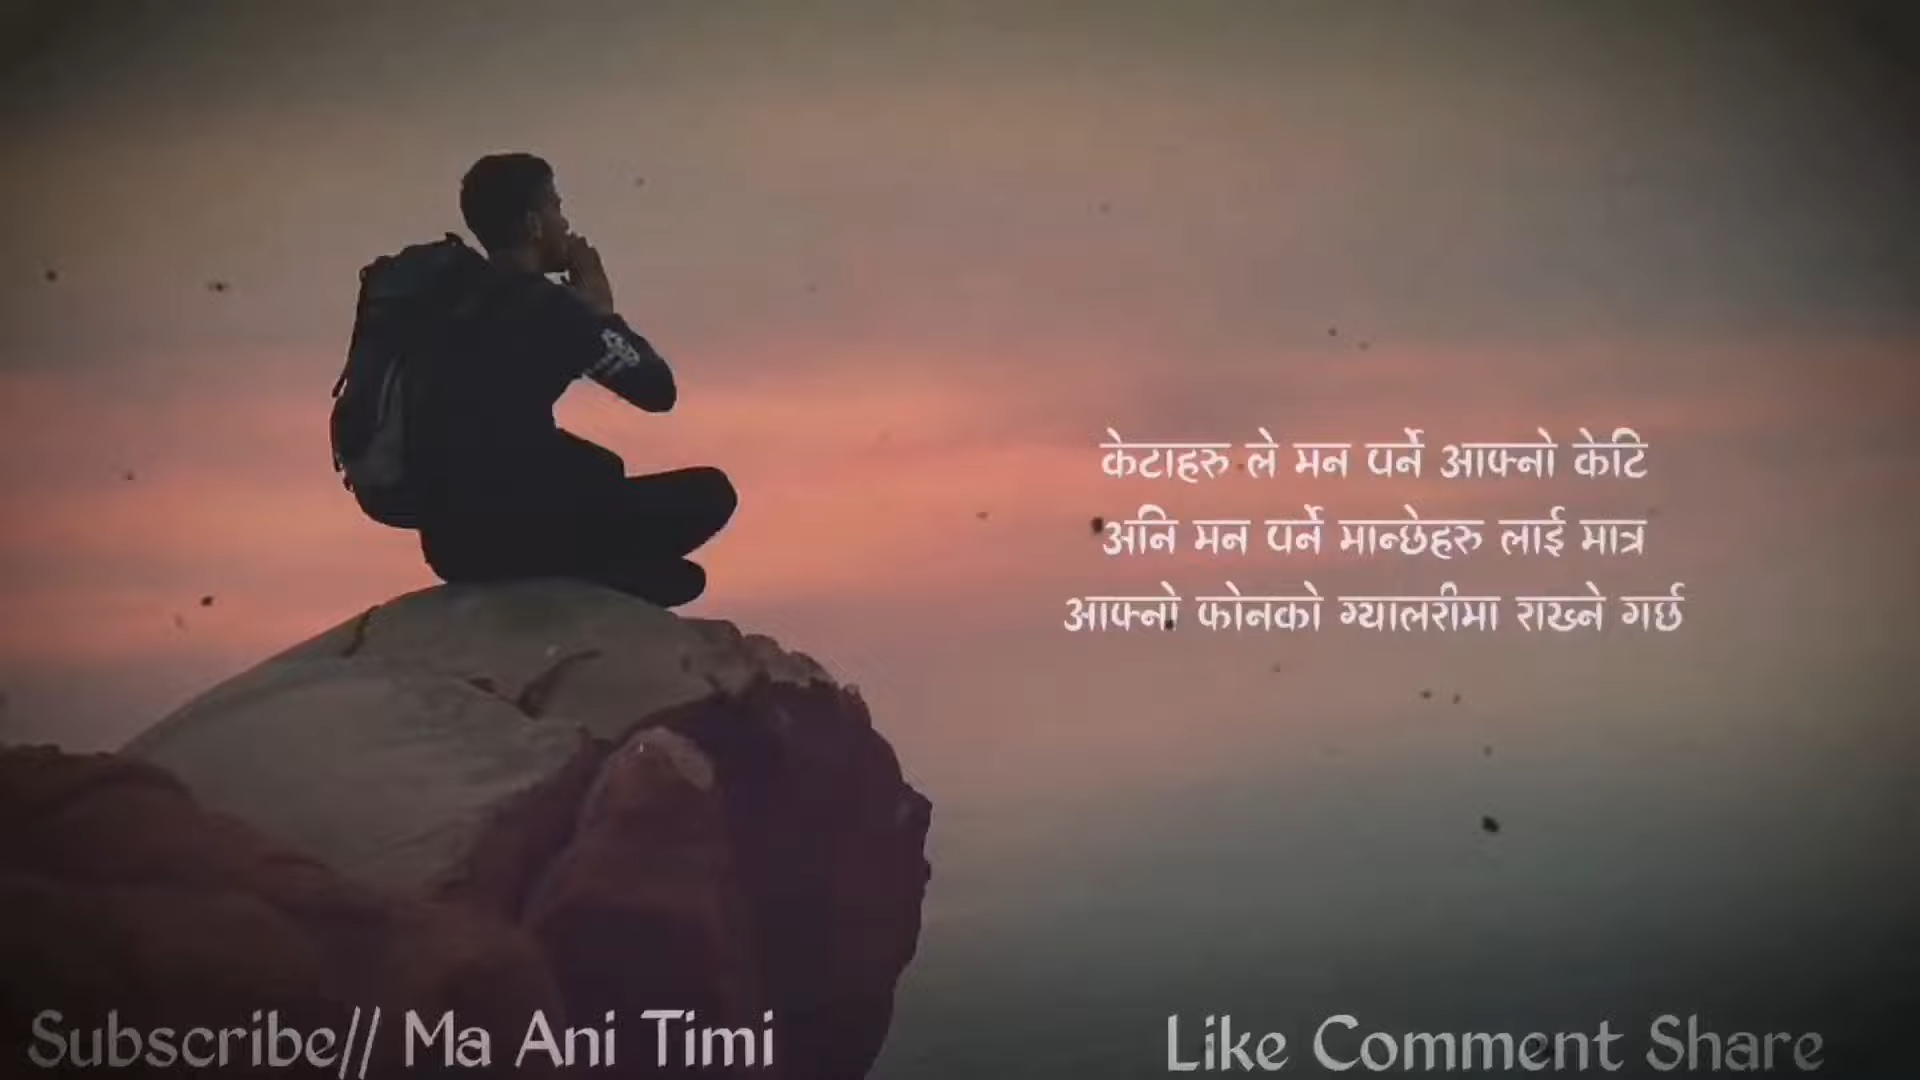 केटाहरु ले मन पर्ने आफ्नो केटि
अनि मन पर्ने मान्छेहरु लाई मात्र
आफ्नो फोनको ग्यालरीमा राख्ने गर्छ
Subscribe// Ma Ani Timi
Like Comment Share